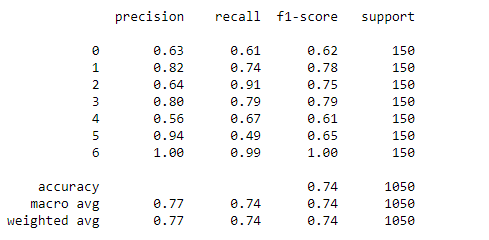 precision recall f1-score support
0 0.63 0.61 0.62 150
1 0.82 0.74 0.78 150
2 0.64 0.91 0.75 150
3 0.80 0.79 0.79 150
4 0.56 0.67 0.61 150
5 0.94 0.49 0.65 150
6 1.00 0.99 1.00 150
accuracy 0.74 1050
macro avg 0.77 0.74 0.74 1050
weighted avg 0.77 0.74 0.74 1050